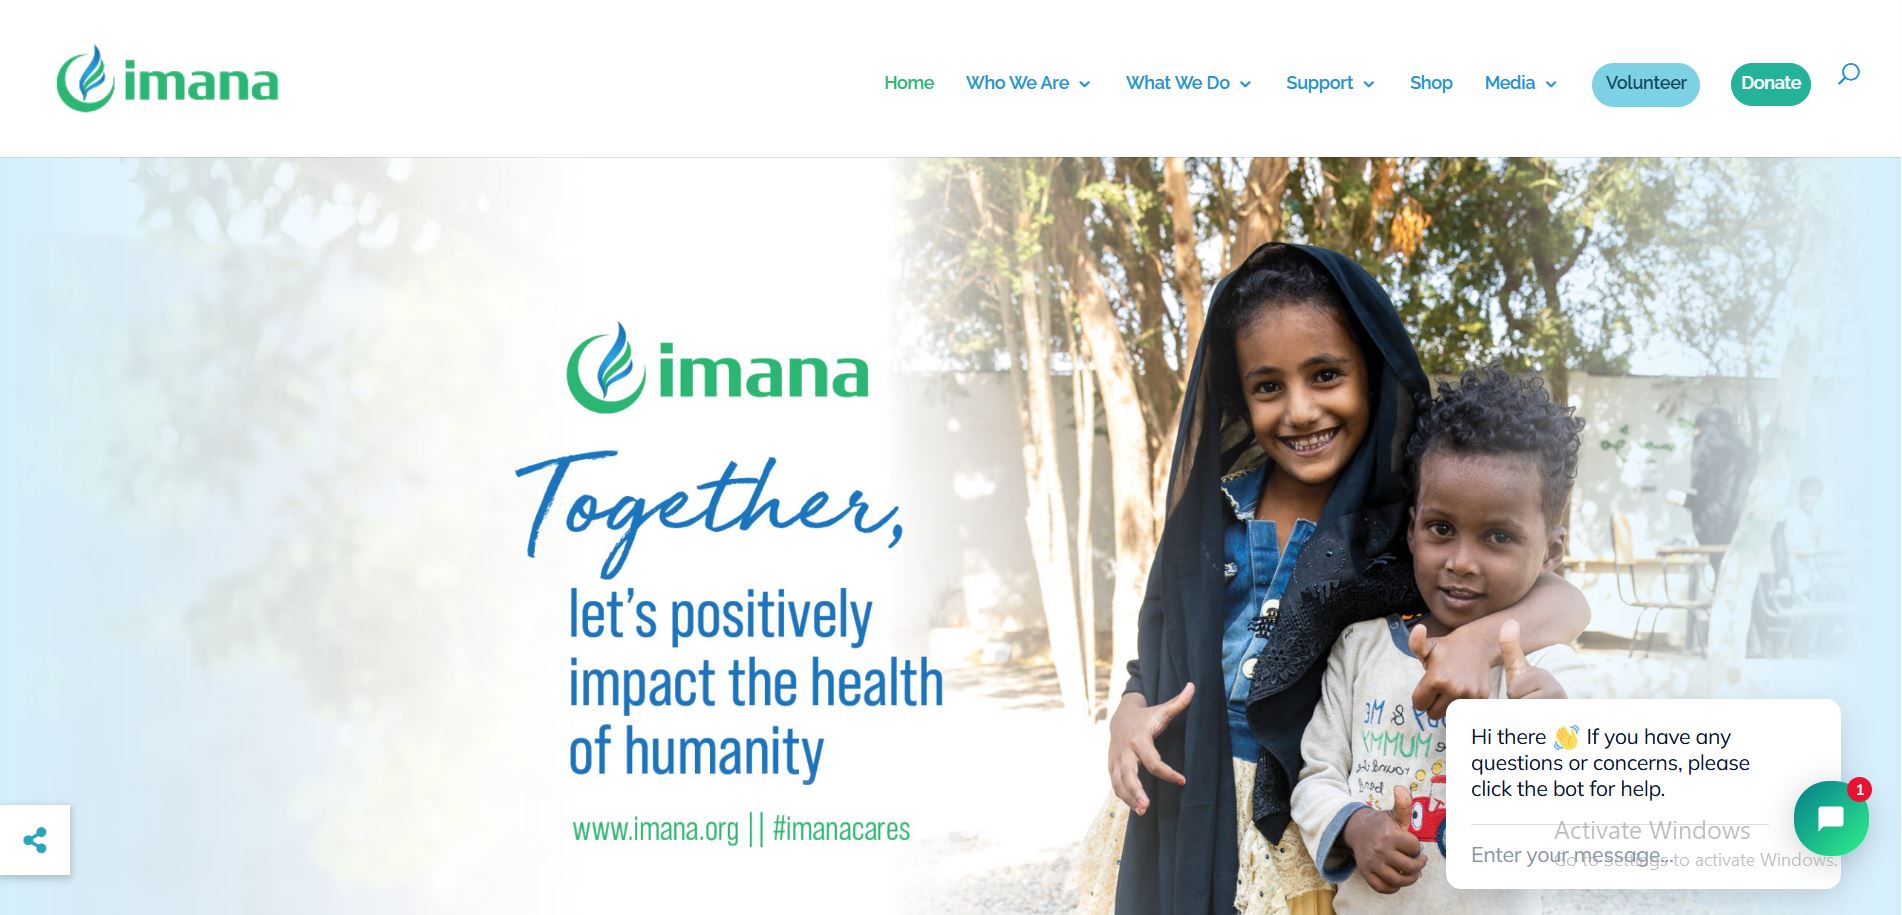 imana
Home Who We Are What We Do Support Shop Media Volunteer Donate
imana
Together,
let's positively
impact the health
of humanity
www.imana.org || #imanacares
Hi there 👋 If you have any
questions or concerns, please
click the bot for help.
1
Activate Windows
Enter your message...
Go to Settings to activate Windows.